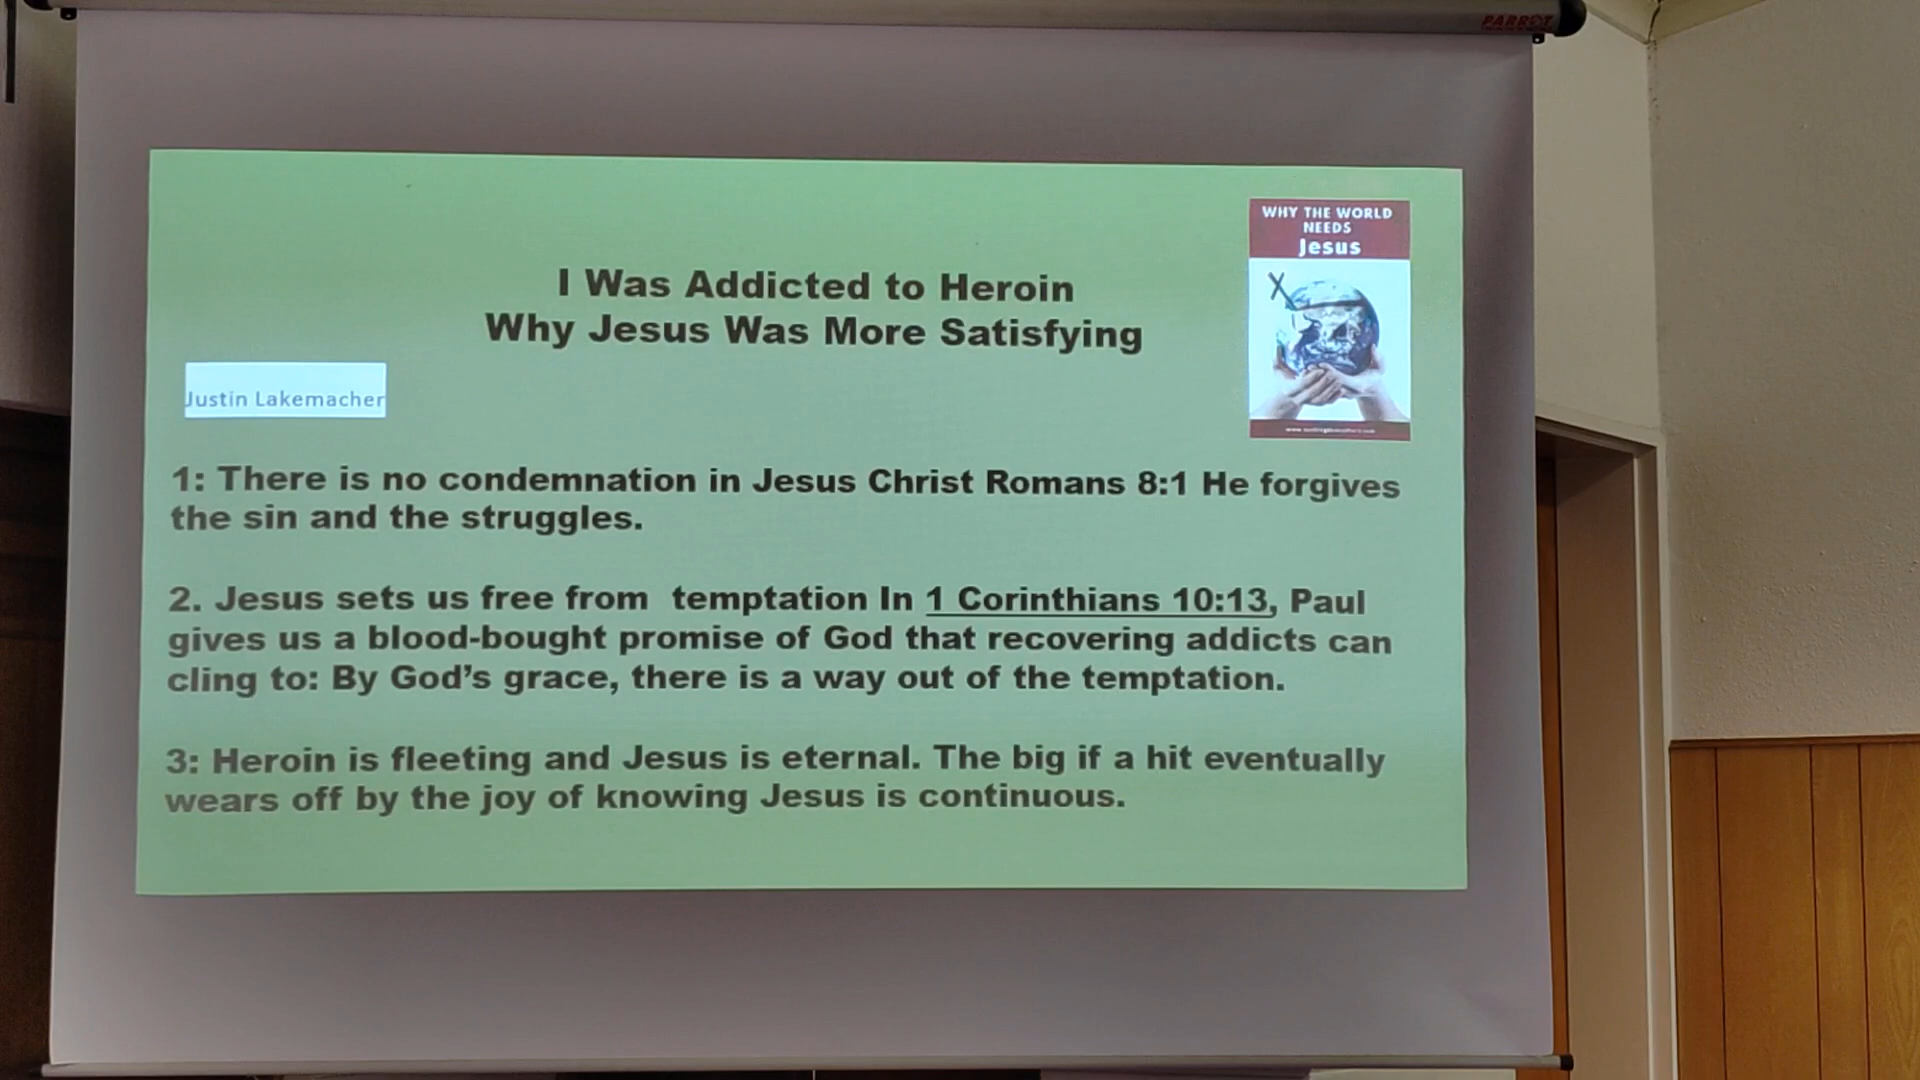 PARROT
WHY THE WORLD
NEEDS
Jesus
I Was Addicted to Heroin
Why Jesus Was More Satisfying
Justin Lakemacher
1: There is no condemnation in Jesus Christ Romans 8:1 He forgives
the sin and the struggles.
2. Jesus sets us free from  temptation In 1 Corinthians 10:13, Paul
gives us a blood-bought promise of God that recovering addicts can
cling to: By God’s grace, there is a way out of the temptation.
3: Heroin is fleeting and Jesus is eternal. The big if a hit eventually
wears off by the joy of knowing Jesus is continuous.